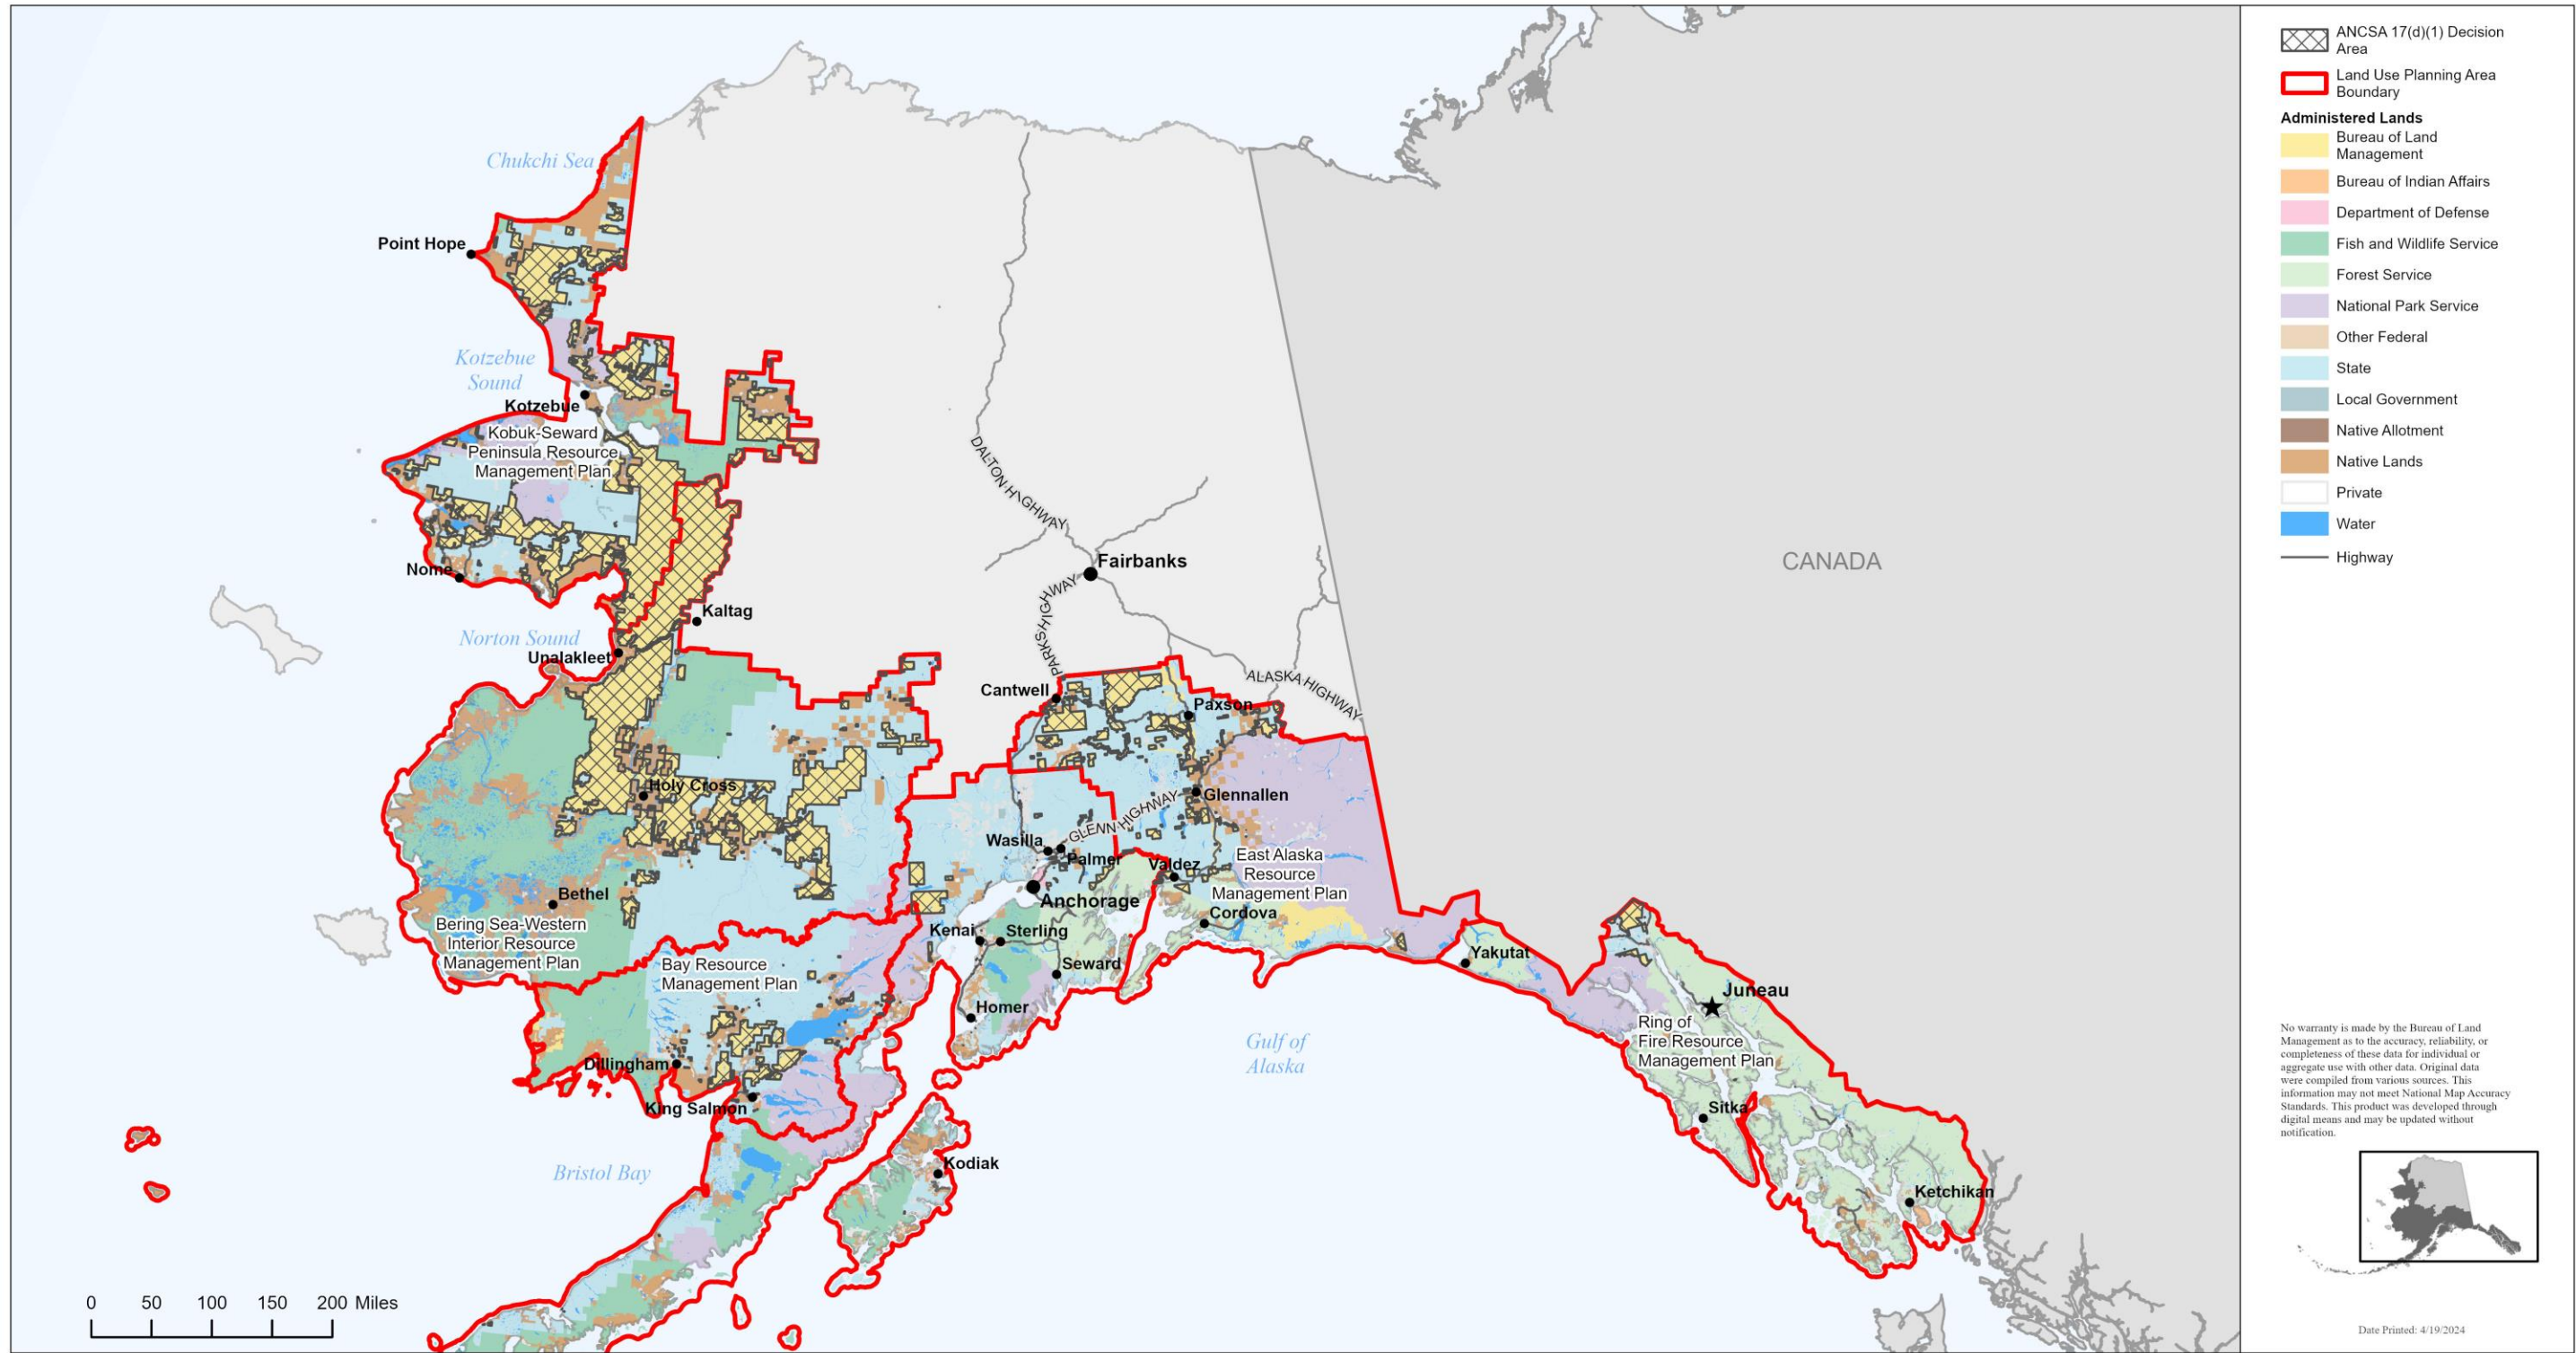 Chukchi Sea
Point Hope
Kotzebue
Sound
Kotzebue
Kobuk-Seward
Peninsula Resource
Management Plan
DALTON HIGHWAY
Nome
Fairbanks
CANADA
PARKS HIGHWAY
Kaltag
Norton Sound
Unalakleet
ALASKA HIGHWAY
Cantwell
Paxson
Holy Cross
Glennallen
GLENN HIGHWAY
Wasilla
Palmer
Valdez
East Alaska
Resource
Management Plan
Bethel
Anchorage
Cordova
Bering Sea-Western
Interior Resource
Management Plan
Kenai
Sterling
Seward
Yakutat
Bay Resource
Management Plan
Homer
Juneau
Ring of
Fire Resource
Management Plan
Gulf of
Alaska
Dillingham
King Salmon
Sitka
Bristol Bay
Kodiak
Ketchikan
0 50 100 150 200 Miles
ANCSA 17(d)(1) Decision
Area
Land Use Planning Area
Boundary
Administered Lands
Bureau of Land
Management
Bureau of Indian Affairs
Department of Defense
Fish and Wildlife Service
Forest Service
National Park Service
Other Federal
State
Local Government
Native Allotment
Native Lands
Private
Water
Highway
No warranty is made by the Bureau of Land
Management as to the accuracy, reliability, or
completeness of these data for individual or
aggregate use with other data. Original data
were compiled from various sources. This
information may not meet National Map Accuracy
Standards. This product was developed through
digital means and may be updated without
notification.
Date Printed: 4/19/2024